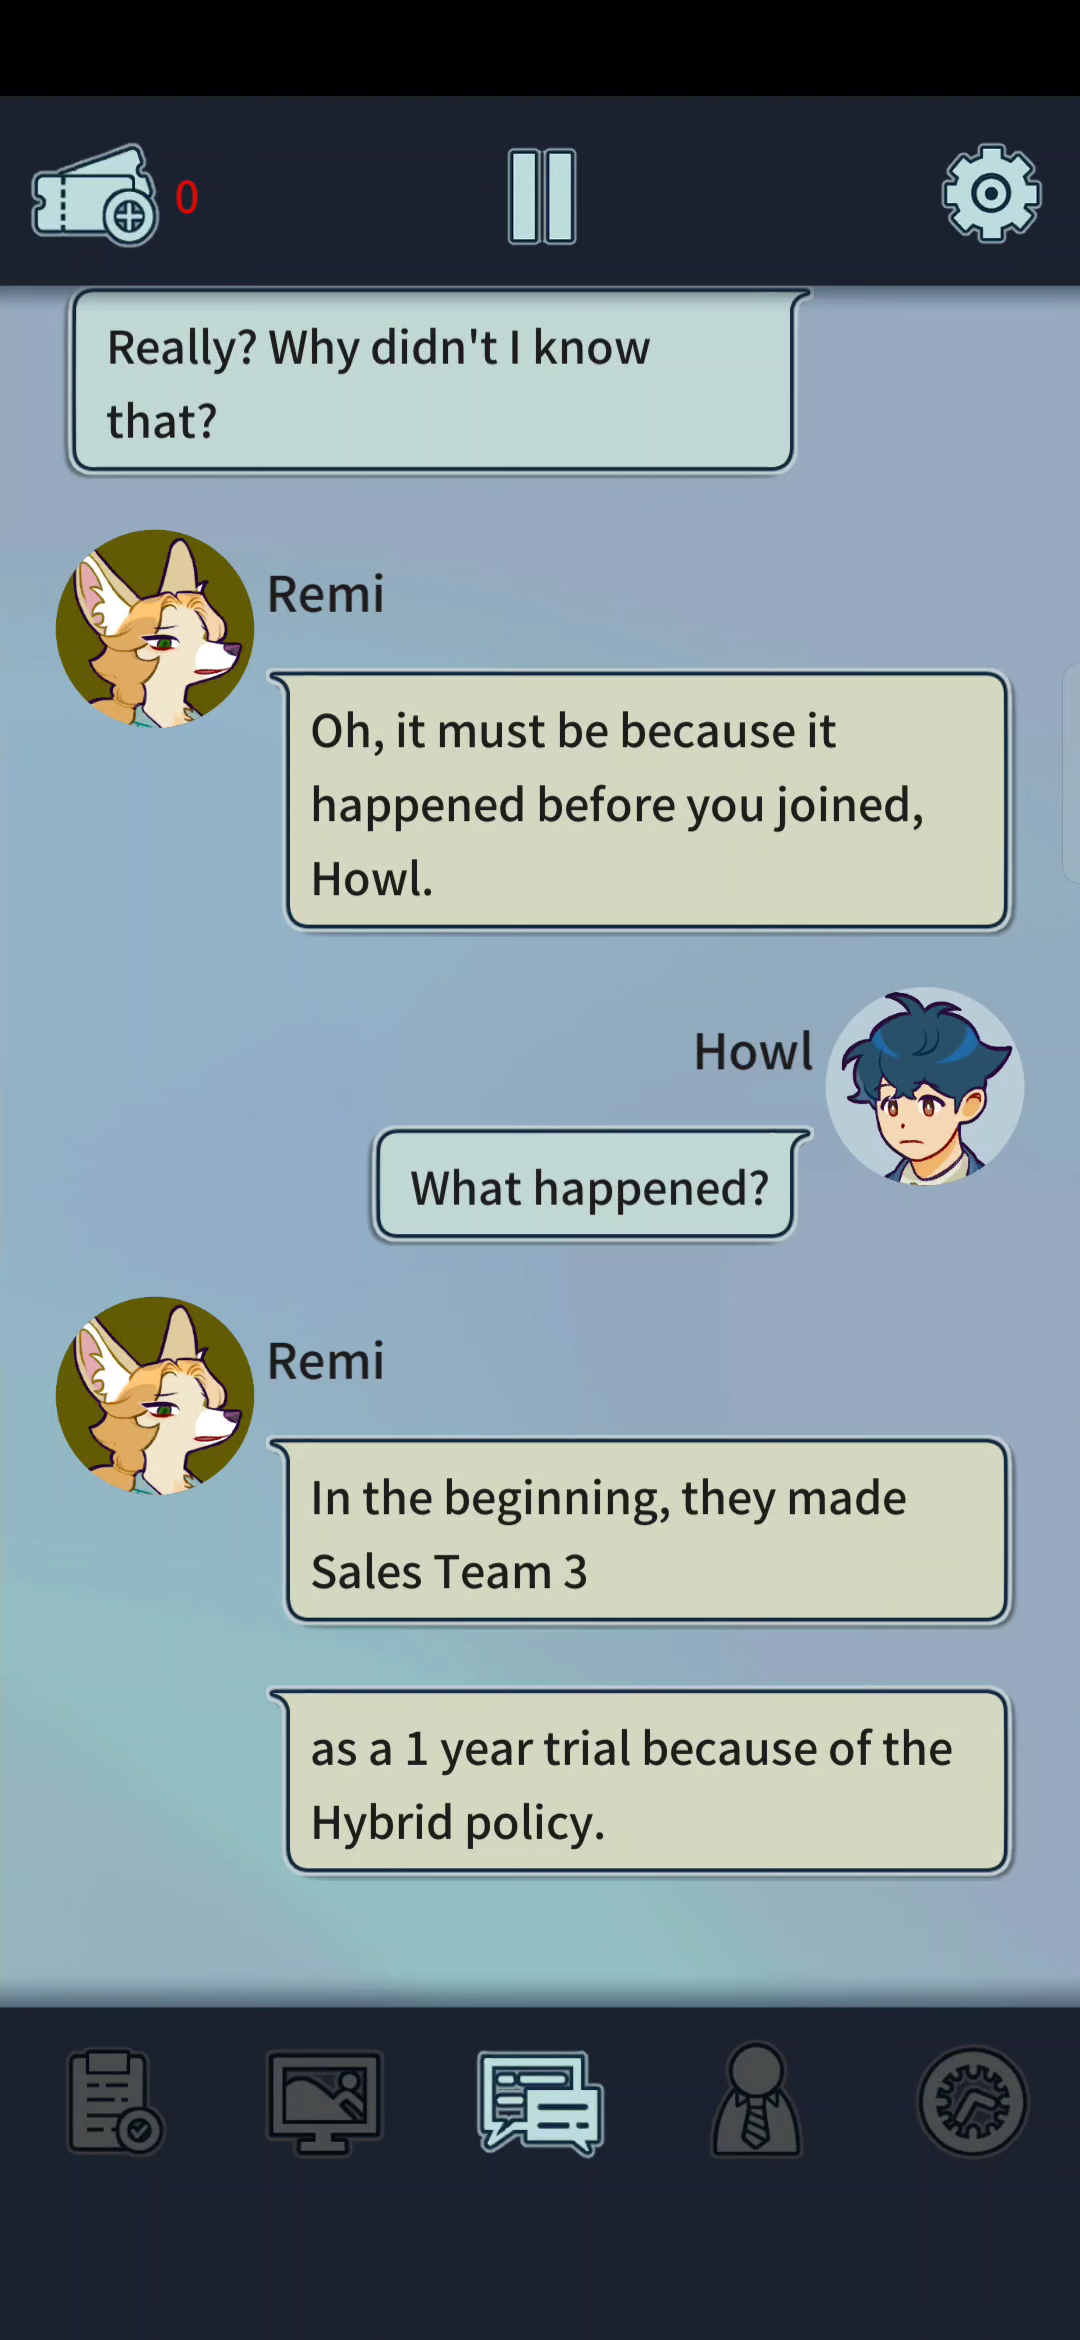 0
Really? Why didn't I know
that?
Remi
Oh, it must be because it
happened before you joined,
Howl.
Howl
What happened?
Remi
In the beginning, they made
Sales Team 3
as a 1 year trial because of the
Hybrid policy.